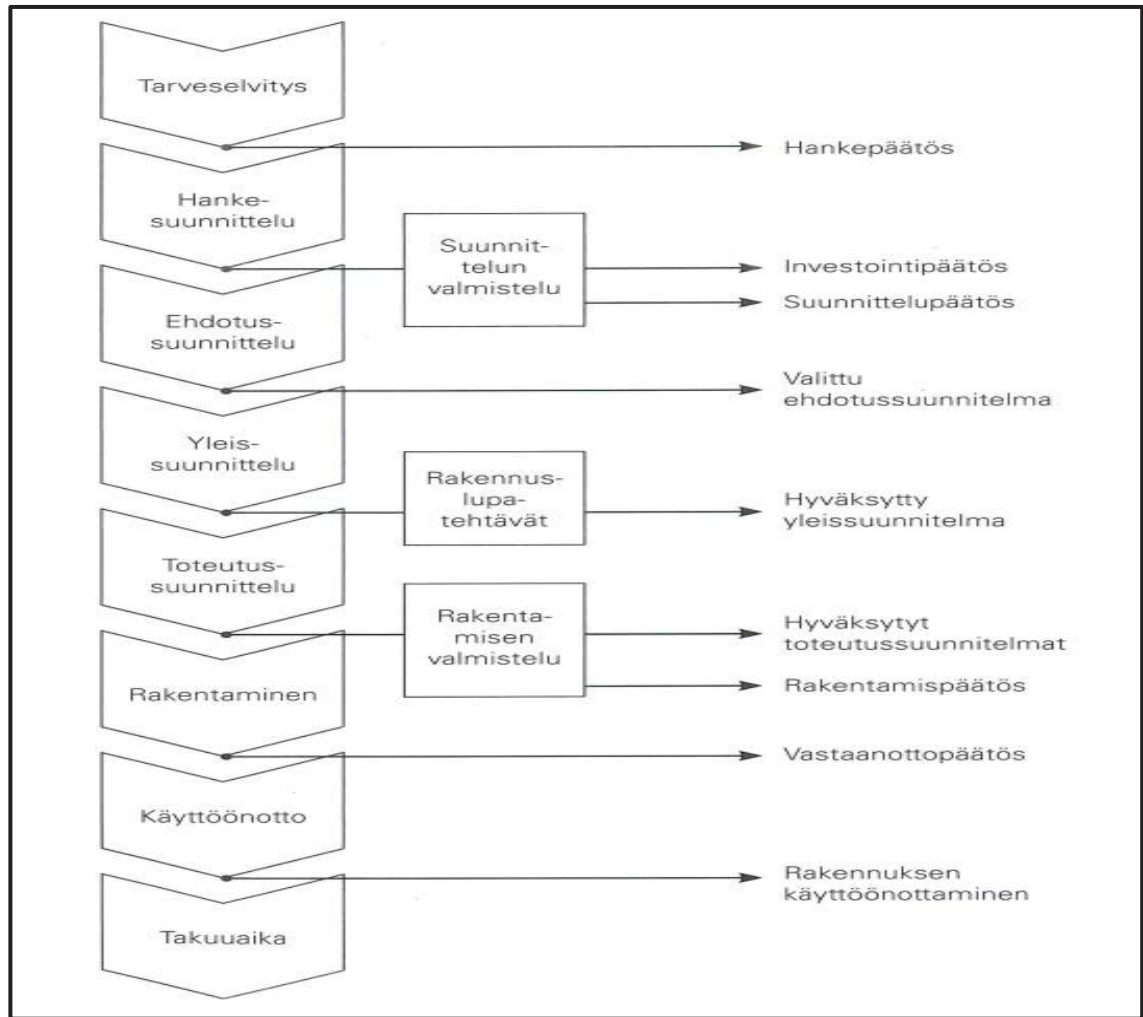 Tarveselvitys
Hankepäätös
Hanke-
suunnittelu
Suunnit-
telun
valmistelu
Investointipäätös
Suunnittelupäätös
Ehdotus-
suunnittelu
Valittu
ehdotussuunnitelma
Yleis-
suunnittelu
Rakennus-
lupa-
tehtävät
Hyväksytty
yleissuunnitelma
Toteutus-
suunnittelu
Rakenta-
misen
valmistelu
Hyväksytyt
toteutussuunnitelmat
Rakentamispäätös
Rakentaminen
Vastaanottopäätös
Käyttöönotto
Rakennuksen
käyttöönottaminen
Takuuaika